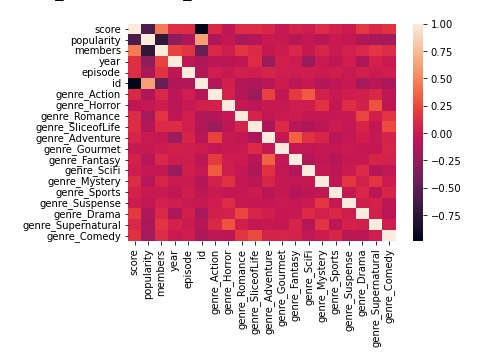 score
popularity
members
year
episode
id
genre_Action
genre_Horror
genre_Romance
genre_SliceofLife
genre_Adventure
genre_Gourmet
genre_Fantasy
genre_SciFi
genre_Mystery
genre_Sports
genre_Suspense
genre_Drama
genre_Supernatural
genre_Comedy
score
popularity
members
year
episode
id
genre_Action
genre_Horror
genre_Romance
genre_SliceofLife
genre_Adventure
genre_Gourmet
genre_Fantasy
genre_SciFi
genre_Mystery
genre_Sports
genre_Suspense
genre_Drama
genre_Supernatural
genre_Comedy
1.00
0.75
0.50
0.25
0.00
−0.25
−0.50
−0.75